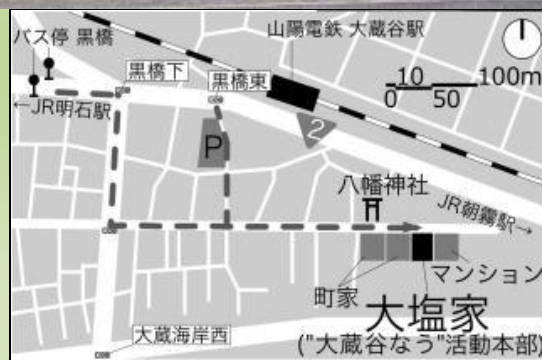 山陽電鉄 大蔵谷駅
バス停 黒橋
黒橋下
黒橋東
10 100m
0 50
←JR明石駅
2
P
八幡神社
JR朝霧駅→
マンション
町家
大塩家
("大蔵谷なう"活動本部)
大蔵海岸西